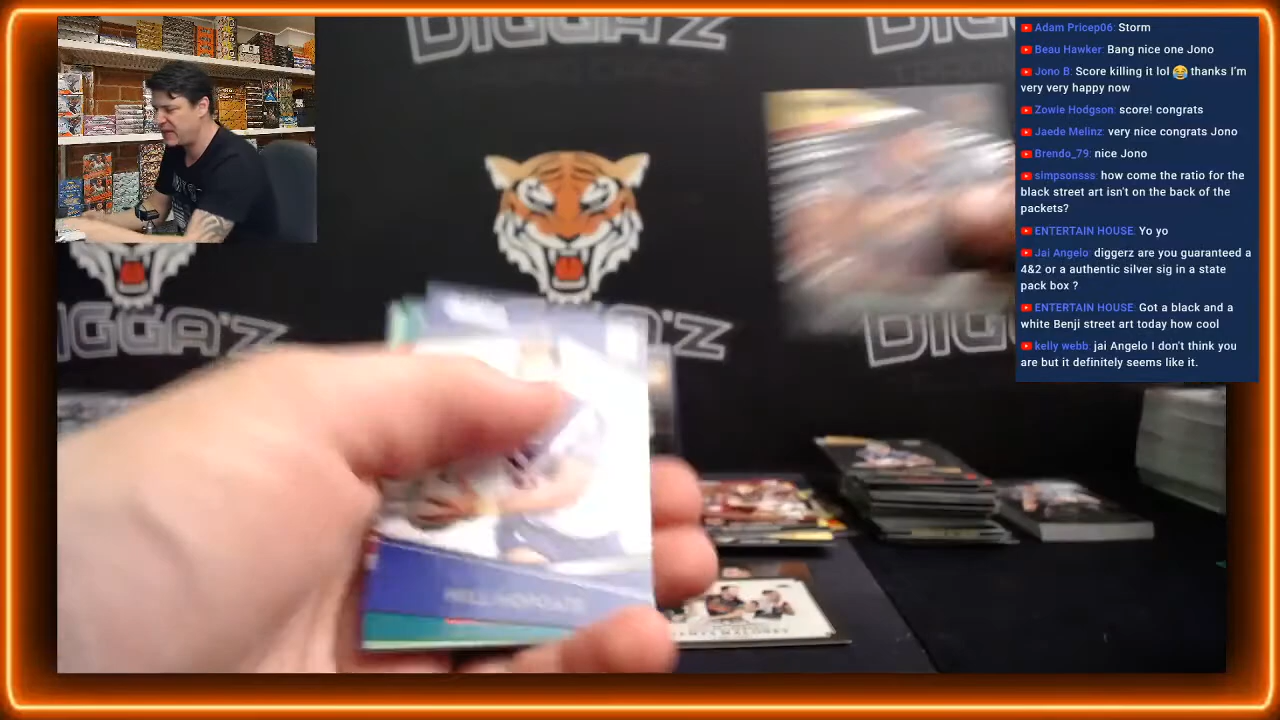 DIGGA'Z
Adam Pricep06: Storm
Beau Hawker: Bang nice one Jono
Jono B: Score killing it lol 😂 thanks I'm
very very happy now
Zowie Hodgson: score! congrats
Jaede Melinz: very nice congrats Jono
Brendo_79: nice Jono
simpsonsss: how come the ratio for the
black street art isn't on the back of the
packets?
ENTERTAIN HOUSE: Yo yo
Jai Angelo: diggerz are you guaranteed a
4&2 or a authentic silver sig in a state
pack box ?
ENTERTAIN HOUSE: Got a black and a
white Benji street art today how cool
kelly webb: jai Angelo I don't think you
are but it definitely seems like it.